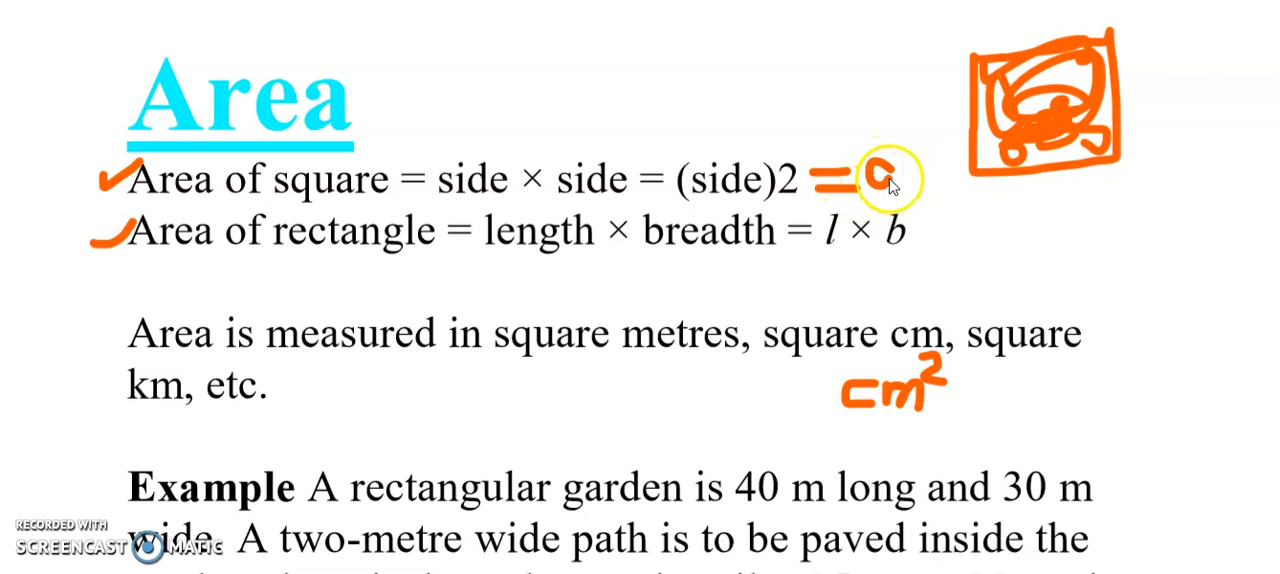 Area
Area of square = side × side = (side)2 = a
Area of rectangle = length × breadth = l × b
Area is measured in square metres, square cm, square
km, etc.
cm²
Example A rectangular garden is 40 m long and 30 m
wide. A two-metre wide path is to be paved inside the
RECORDED WITH
SCREENCAST MATIC